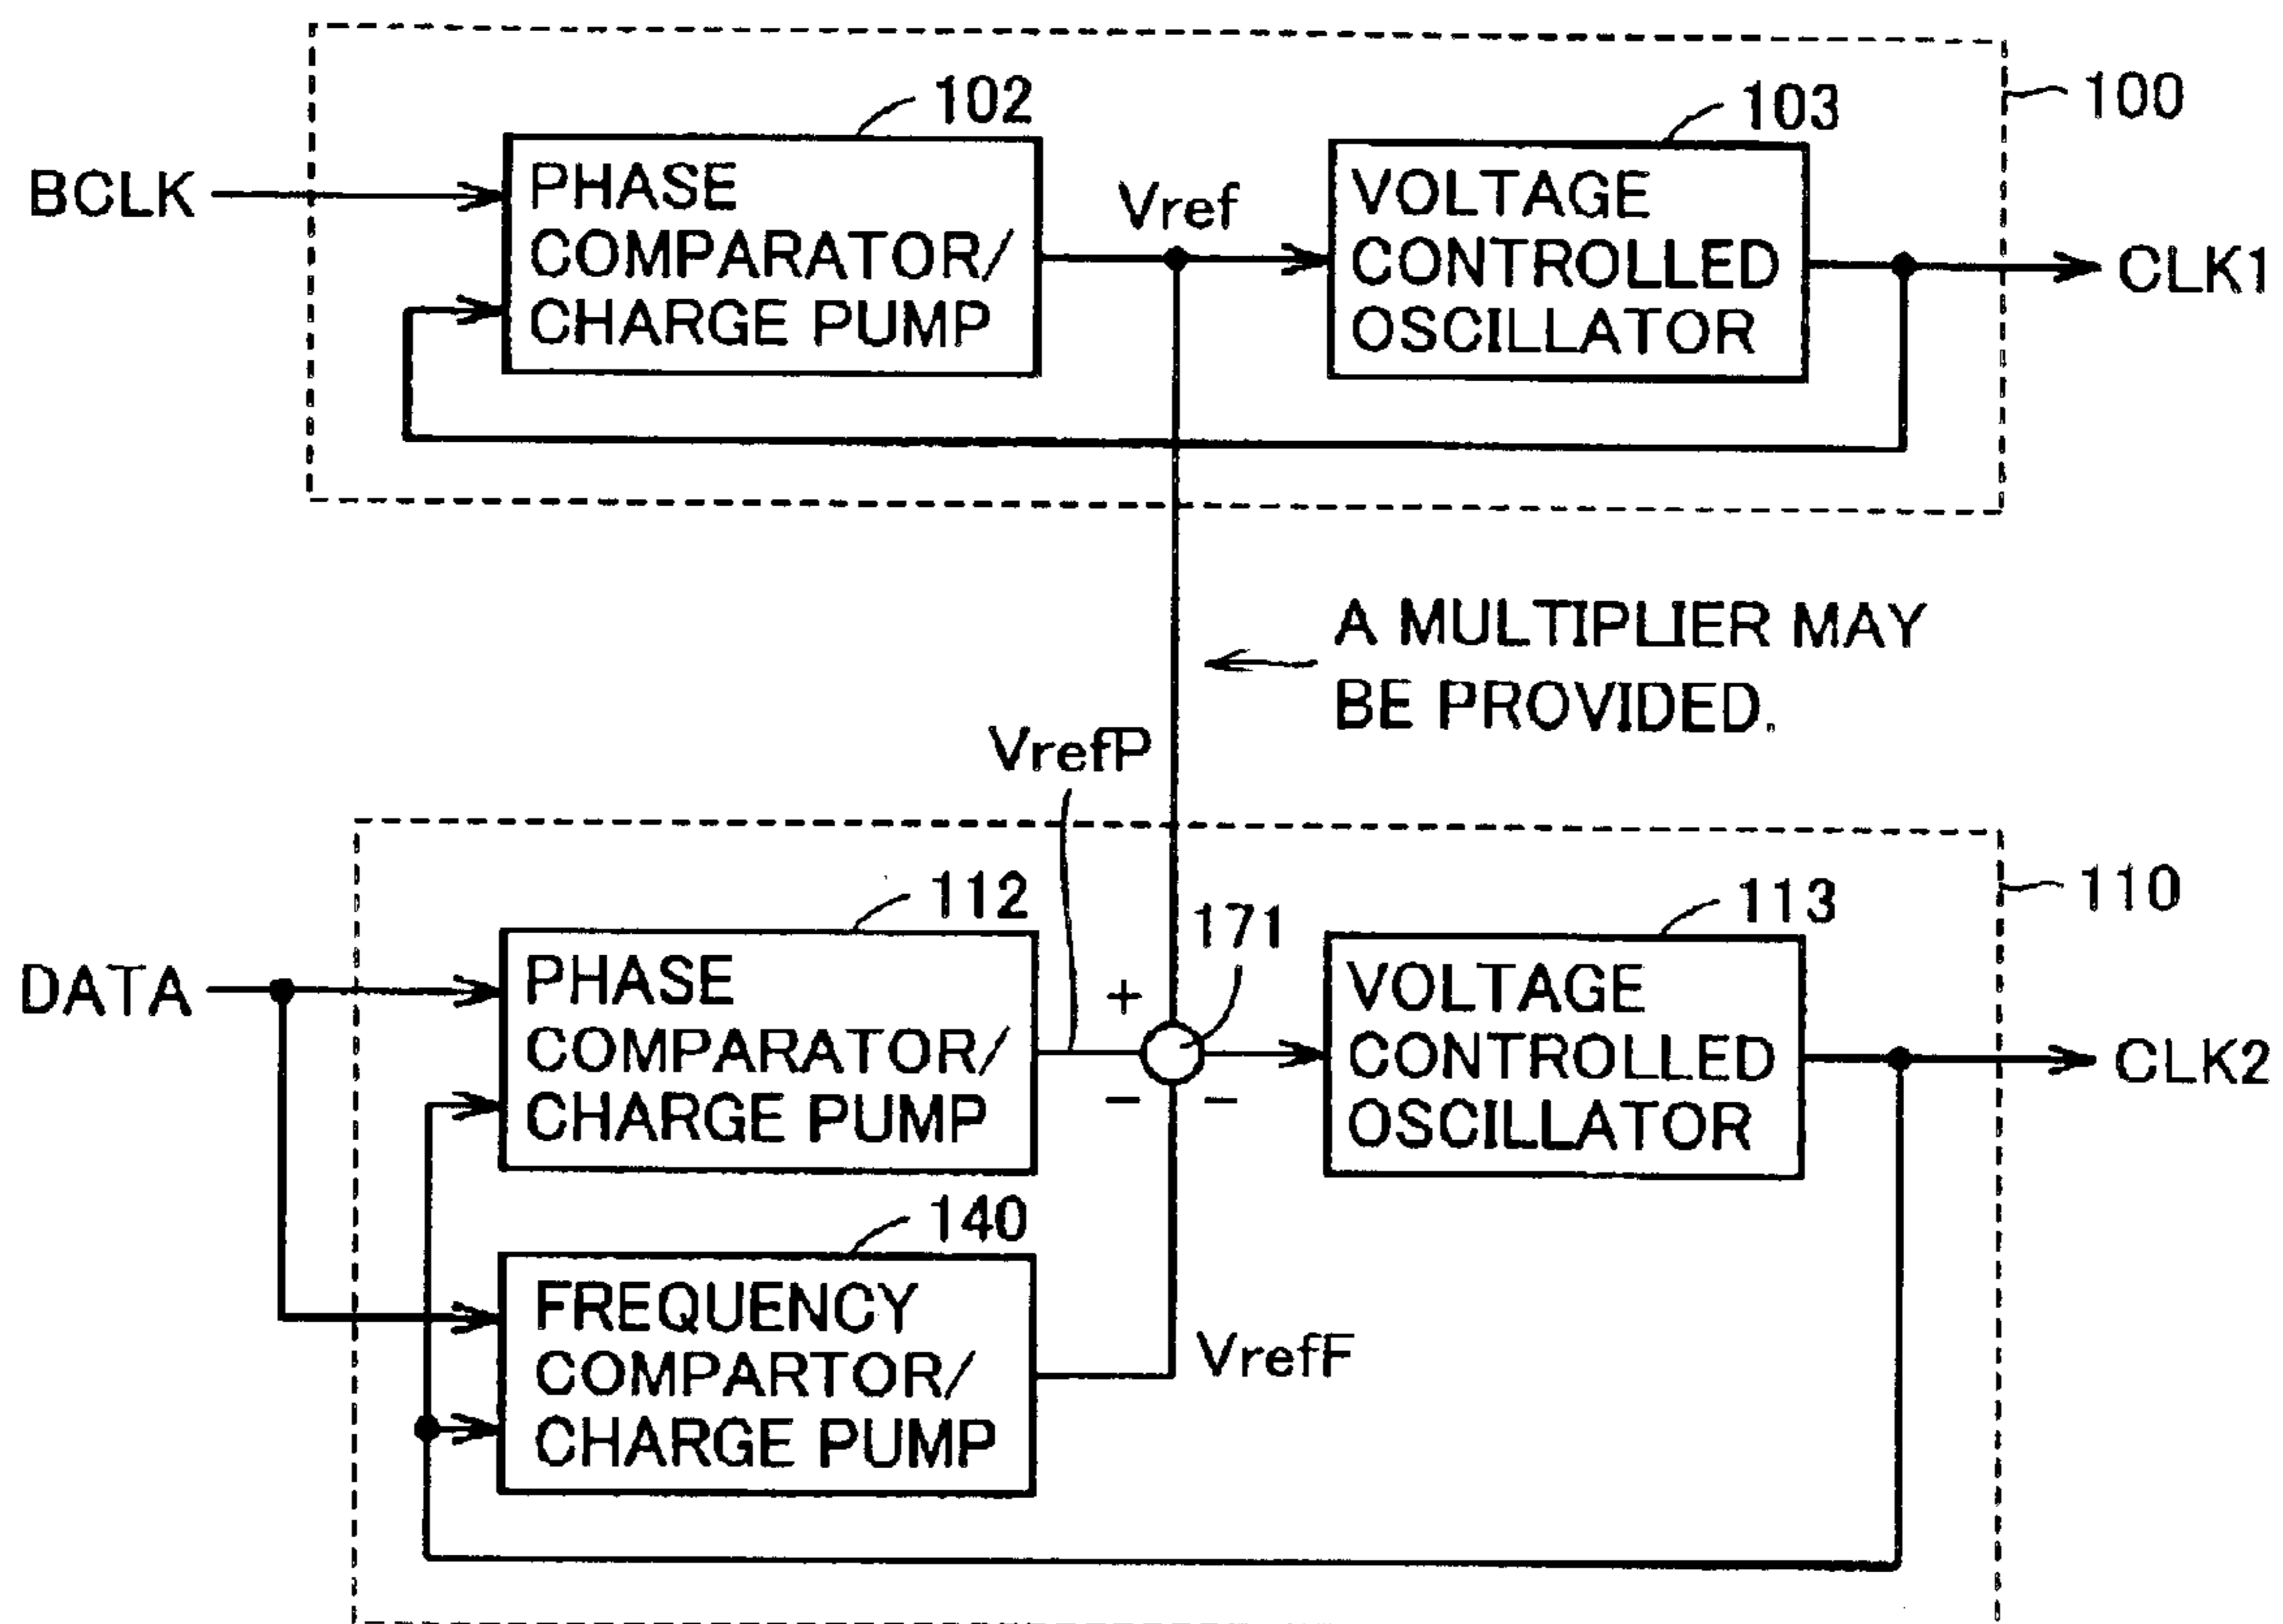 102
103
100
BCLK
PHASE
COMPARATOR/
CHARGE PUMP
Vref
VOLTAGE
CONTROLLED
OSCILLATOR
CLK1
A MULTIPLIER MAY
BE PROVIDED.
VrefP
112
171
113
110
DATA
PHASE
COMPARATOR/
CHARGE PUMP
+
− −
VOLTAGE
CONTROLLED
OSCILLATOR
CLK2
140
FREQUENCY
COMPARTOR/
CHARGE PUMP
VrefF